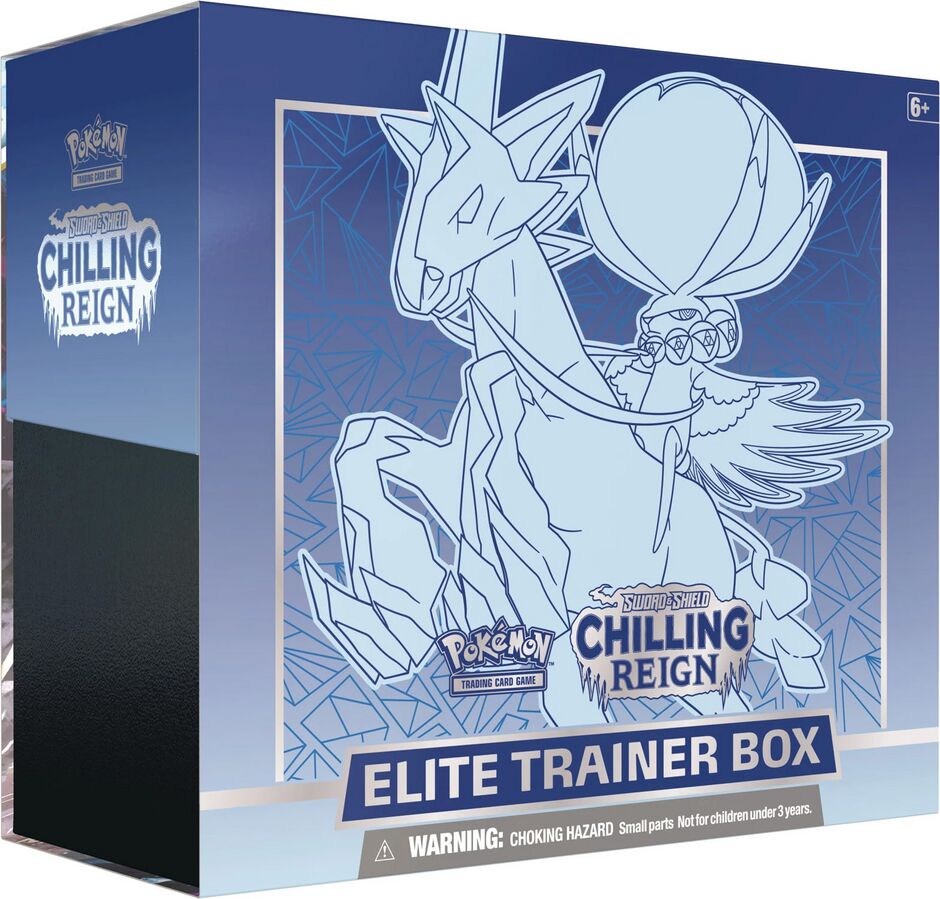 POKéMON
TRADING CARD GAME
SWORD & SHIELD
CHILLING
REIGN
6+
POKéMON™
TRADING CARD GAME
SWORD & SHIELD
CHILLING
REIGN
ELITE TRAINER BOX
WARNING: CHOKING HAZARD Small parts Not for children under 3 years.